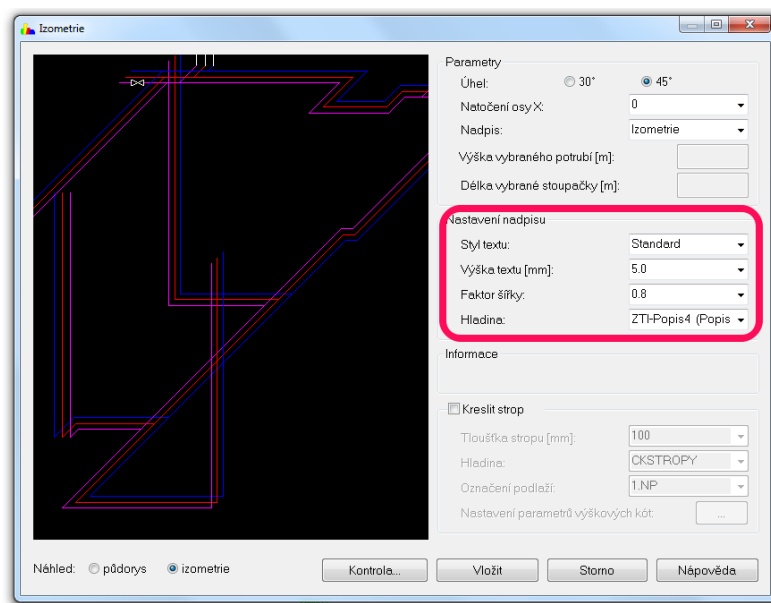 Izometrie
Parametry
Úhel: 30° 45°
Natočení osy X: 0
Nadpis: Izometrie
Výška vybraného potrubí [m]:
Délka vybrané stoupačky [m]:
Nastavení nadpisu
Styl textu: Standard
Výška textu [mm]: 5.0
Faktor šířky: 0.8
Hladina: ZTI-Popis4 (Popis
Informace
Kreslit strop
Tloušťka stropu [mm]: 100
Hladina: CKSTROPY
Označení podlaží: 1.NP
Nastavení parametrů výškových kót: ...
Náhled: půdorys izometrie Kontrola... Vložit Storno Nápověda